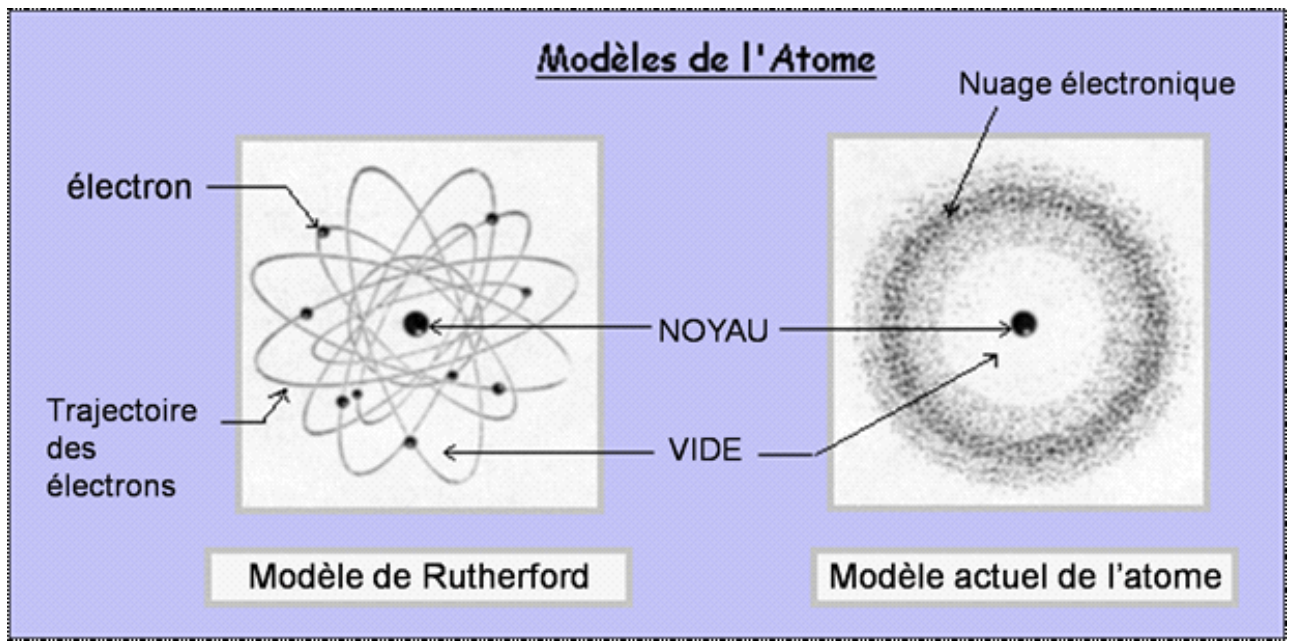 Modèles de l'Atome
Nuage électronique
électron
NOYAU
Trajectoire
des
électrons
VIDE
Modèle de Rutherford
Modèle actuel de l'atome